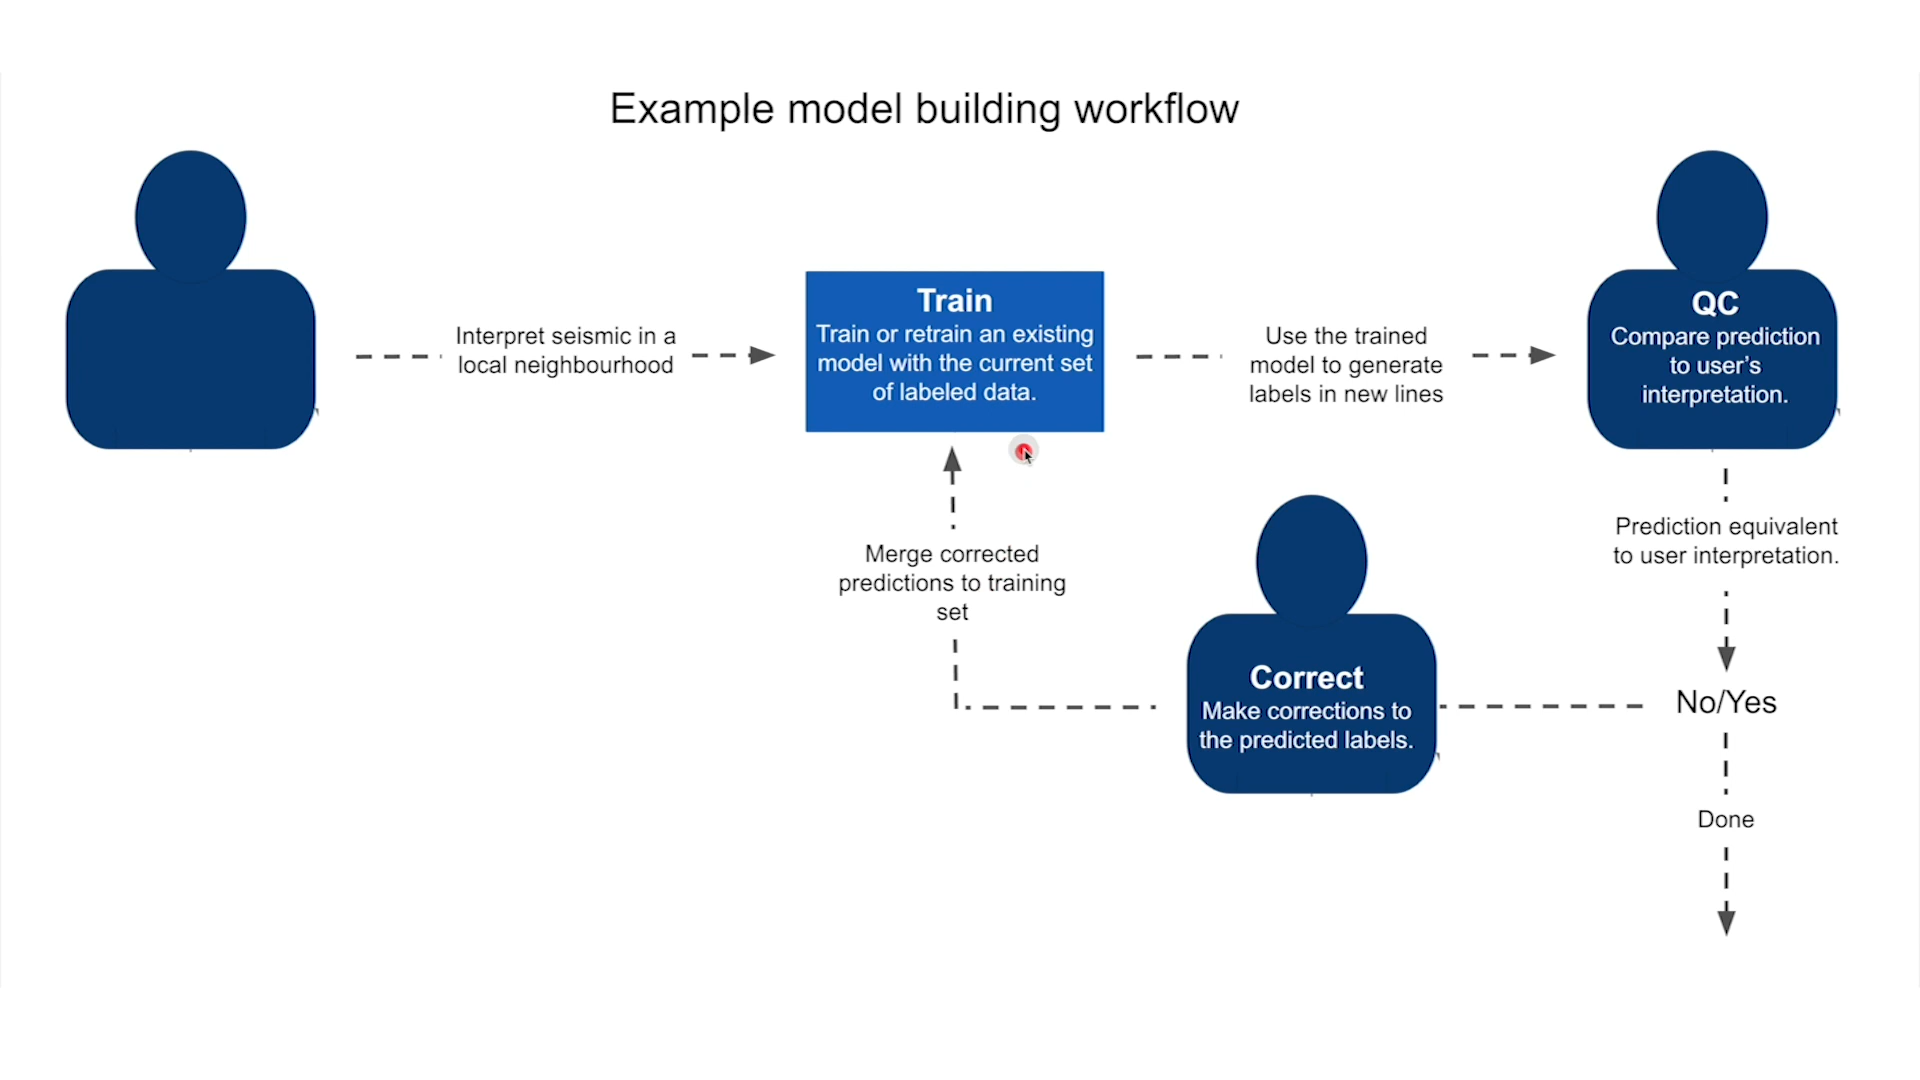 Example model building workflow
Interpret seismic in a
local neighbourhood
Train
Train or retrain an existing
model with the current set
of labeled data.
Use the trained
model to generate
labels in new lines
QC
Compare prediction
to user's
interpretation.
Prediction equivalent
to user interpretation.
No/Yes
Done
Correct
Make corrections to
the predicted labels.
Merge corrected
predictions to training
set